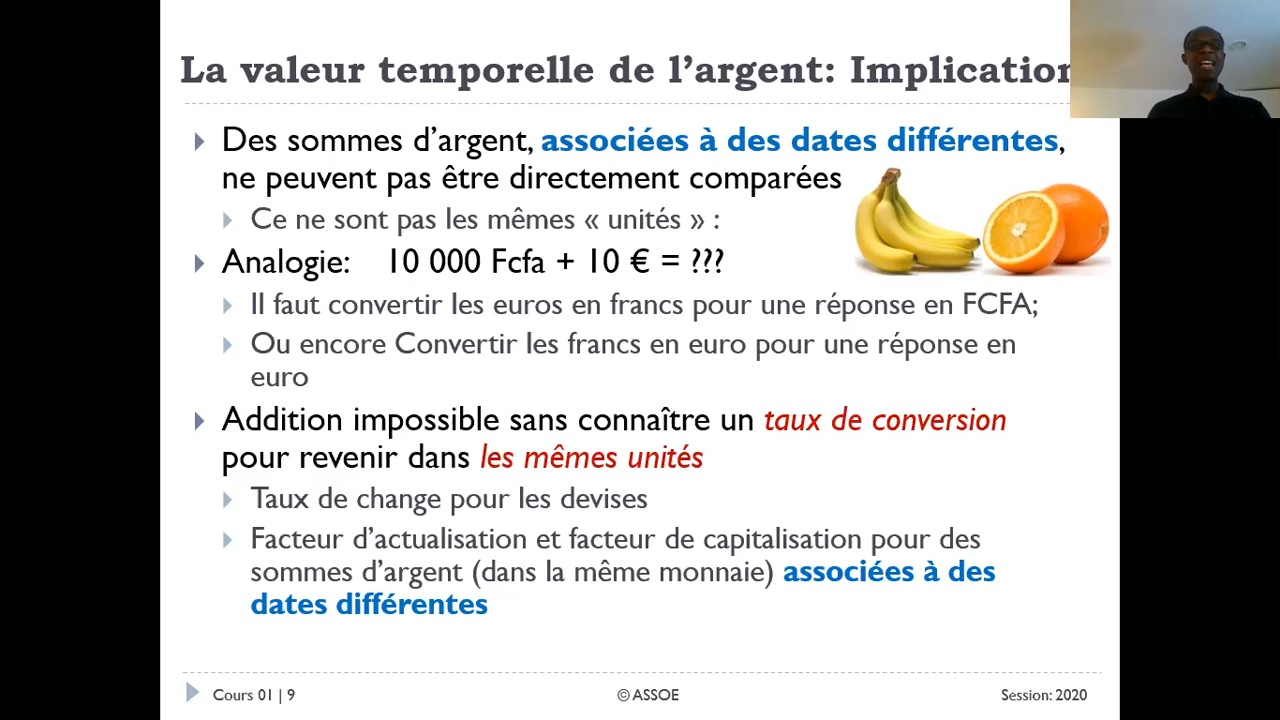 La valeur temporelle de l’argent: Implication
Des sommes d’argent, associées à des dates différentes,
ne peuvent pas être directement comparées
Ce ne sont pas les mêmes « unités » :
Analogie: 10 000 Fcfa + 10 € = ???
Il faut convertir les euros en francs pour une réponse en FCFA;
Ou encore Convertir les francs en euro pour une réponse en
euro
Addition impossible sans connaître un taux de conversion
pour revenir dans les mêmes unités
Taux de change pour les devises
Facteur d’actualisation et facteur de capitalisation pour des
sommes d’argent (dans la même monnaie) associées à des
dates différentes
Cours 01 | 9
© ASSOE
Session: 2020